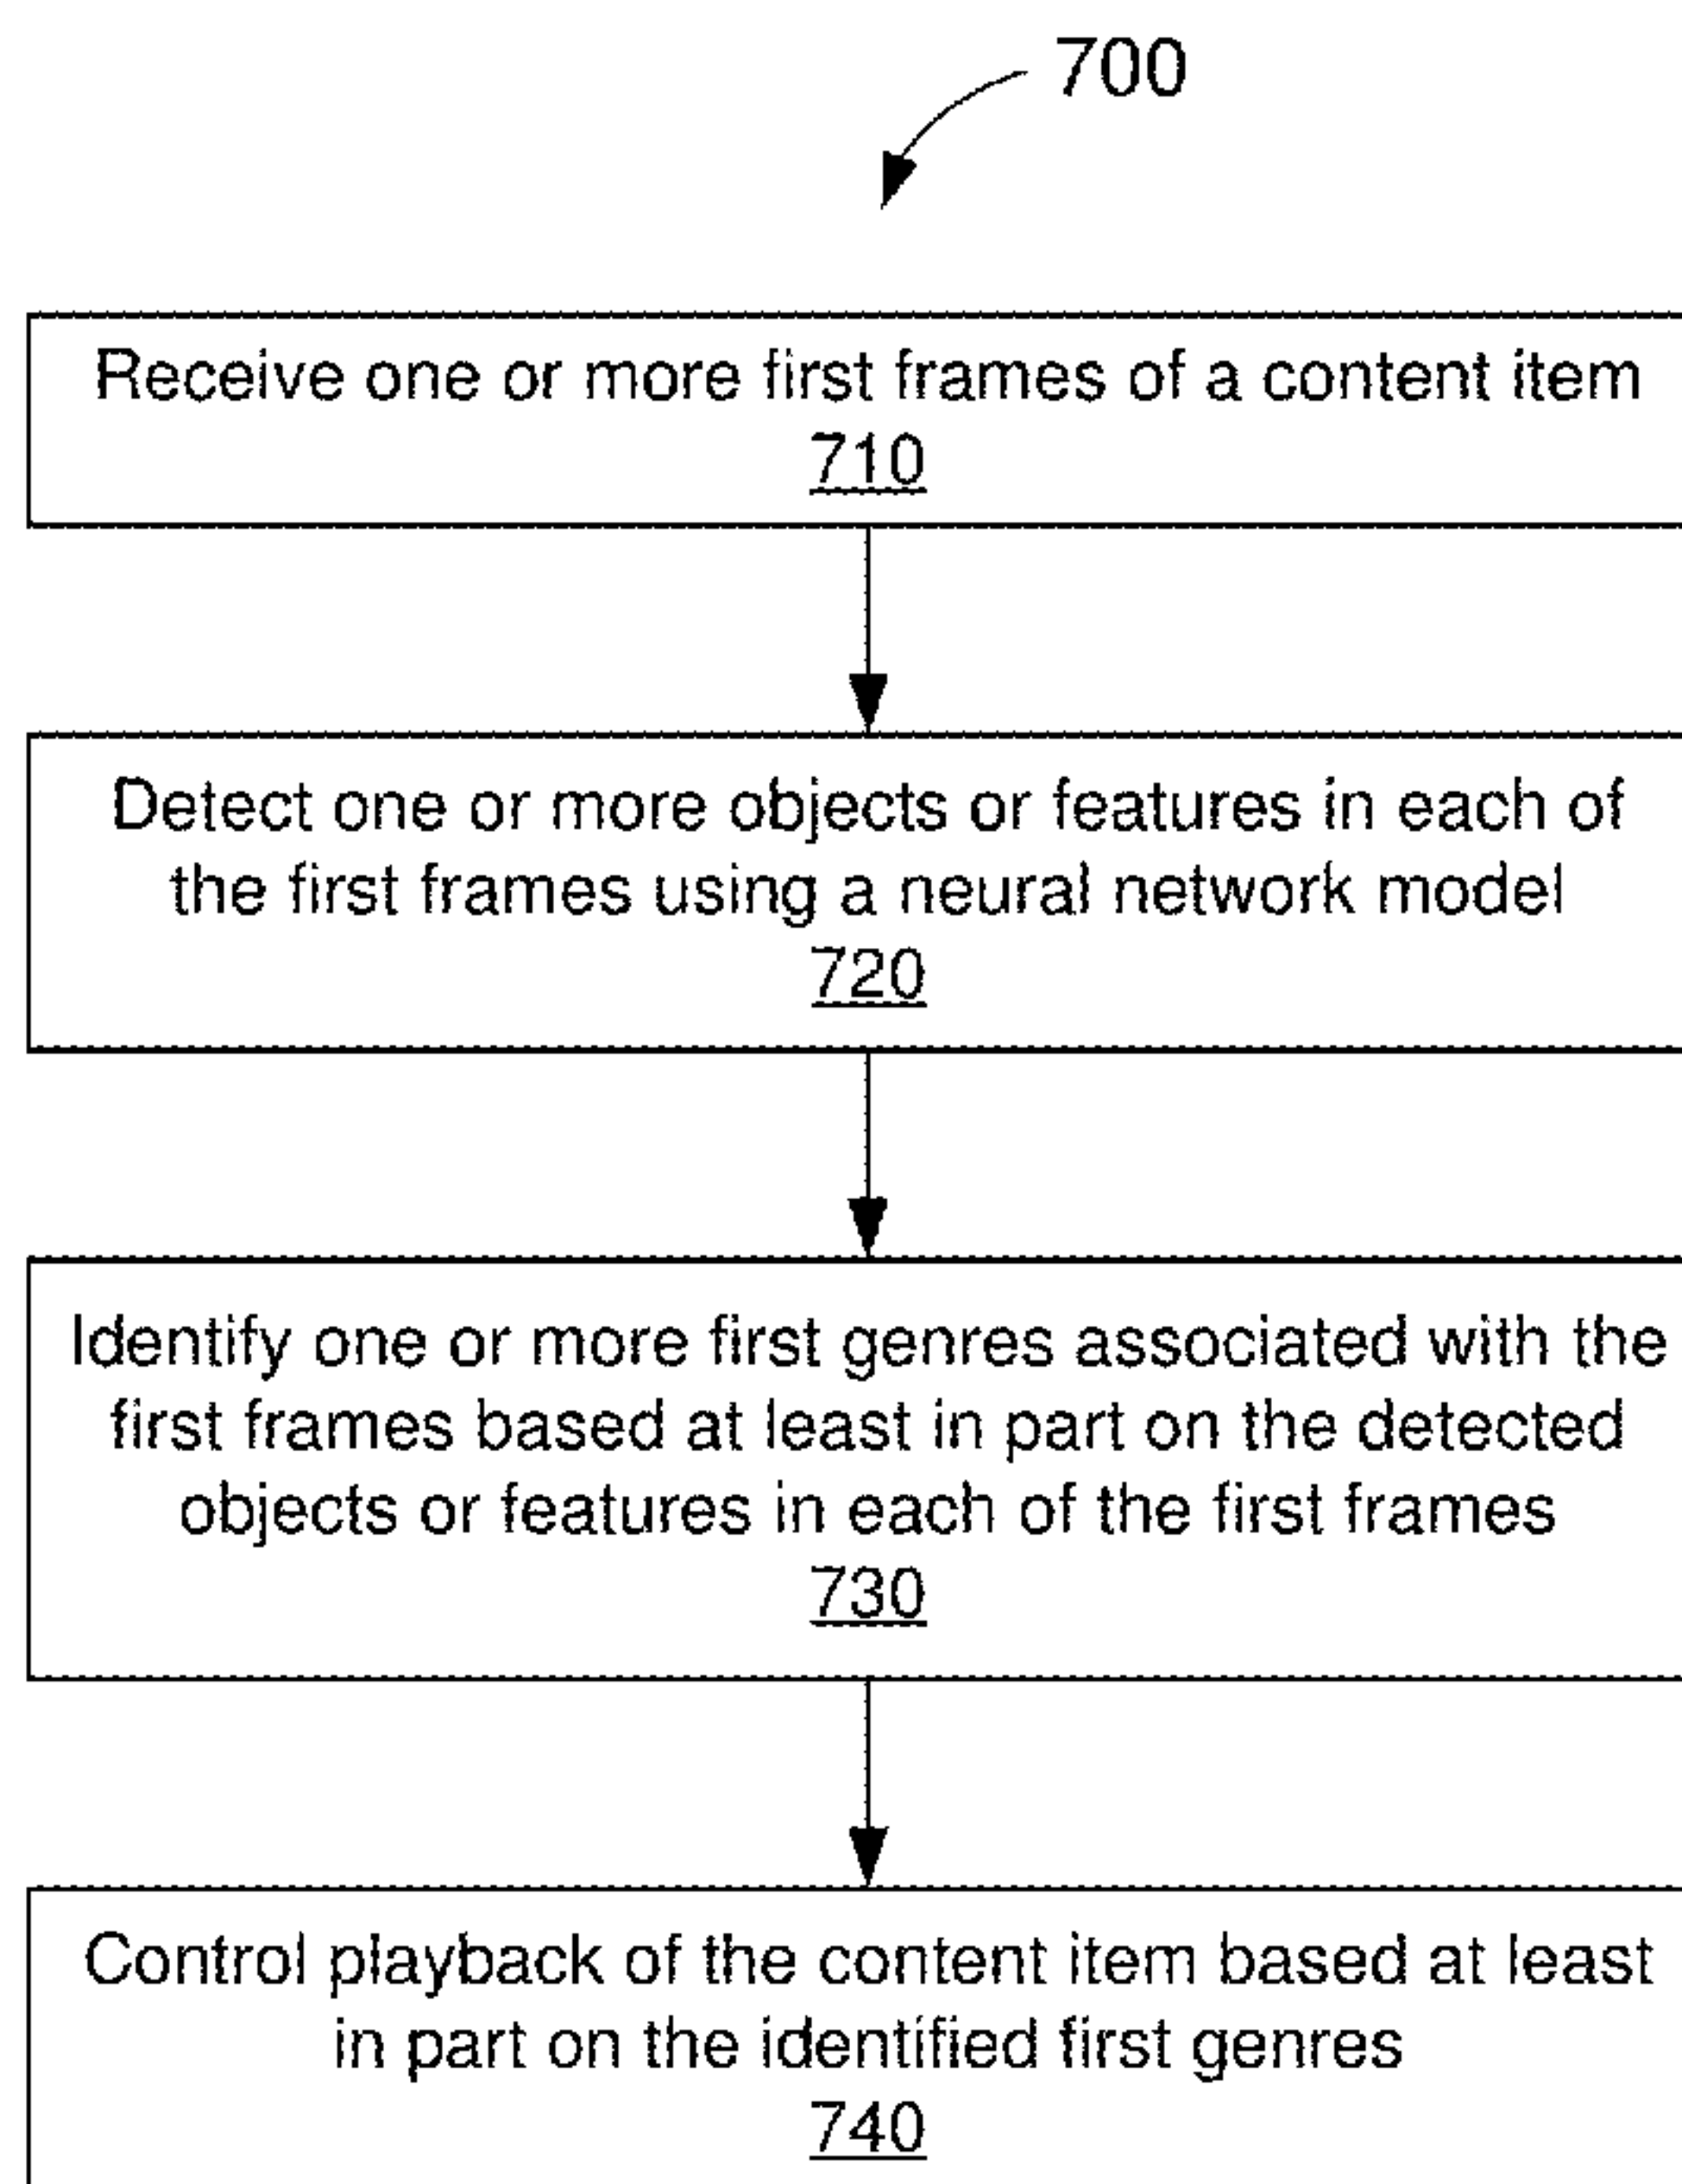 700
Receive one or more first frames of a content item
710
Detect one or more objects or features in each of
the first frames using a neural network model
720
Identify one or more first genres associated with the
first frames based at least in part on the detected
objects or features in each of the first frames
730
Control playback of the content item based at least
in part on the identified first genres
740